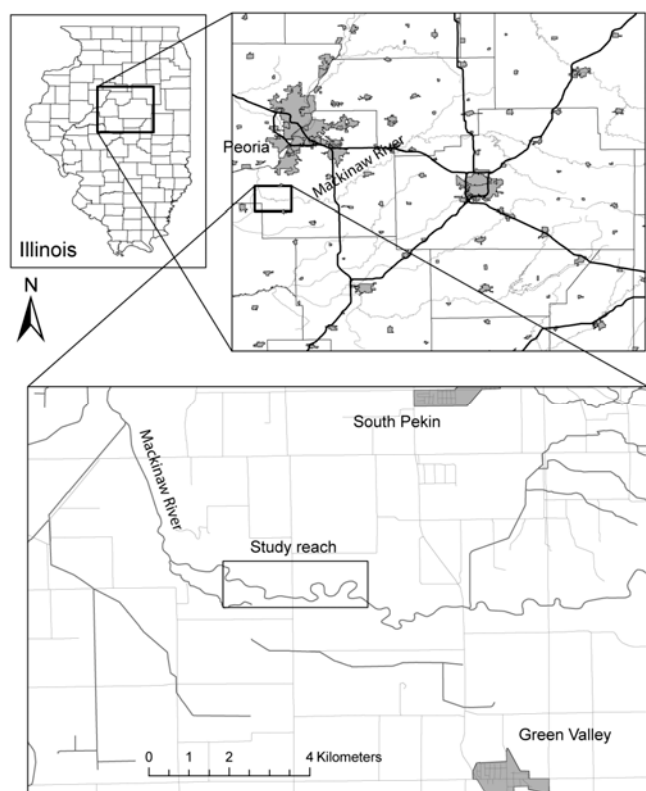 Illinois
N
Peoria
Mackinaw River
South Pekin
Mackinaw River
Study reach
Green Valley
0 1 2 4 Kilometers